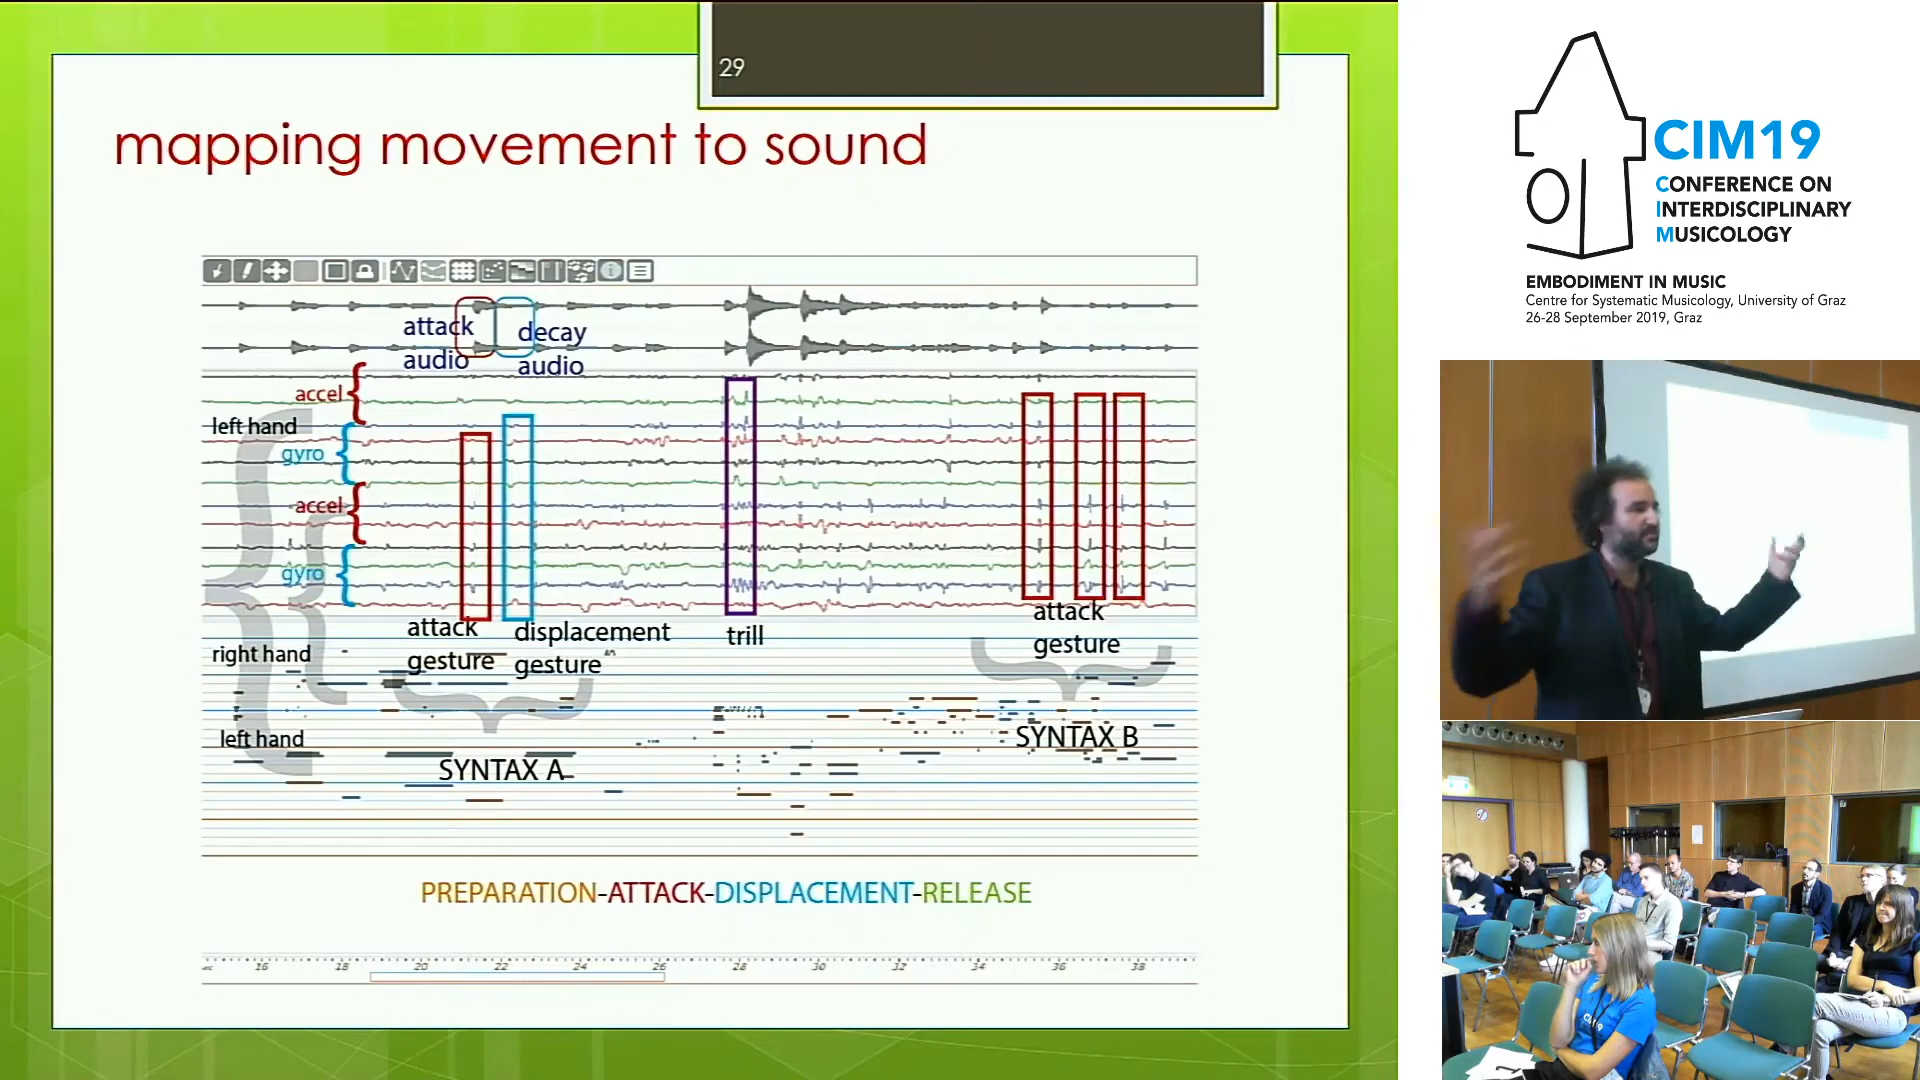 29
mapping movement to sound
attack
audio
decay
audio
accel
left hand
gyro
accel
gyro
attack
gesture
displacement
gesture
trill
attack
gesture
right hand
left hand
SYNTAX A
SYNTAX B
PREPARATION-ATTACK-DISPLACEMENT-RELEASE
16 18 20 22 24 26 28 30 32 34 36 38
CIM19
CONFERENCE ON
INTERDISCIPLINARY
MUSICOLOGY
EMBODIMENT IN MUSIC
Centre for Systematic Musicology, University of Graz
26-28 September 2019, Graz